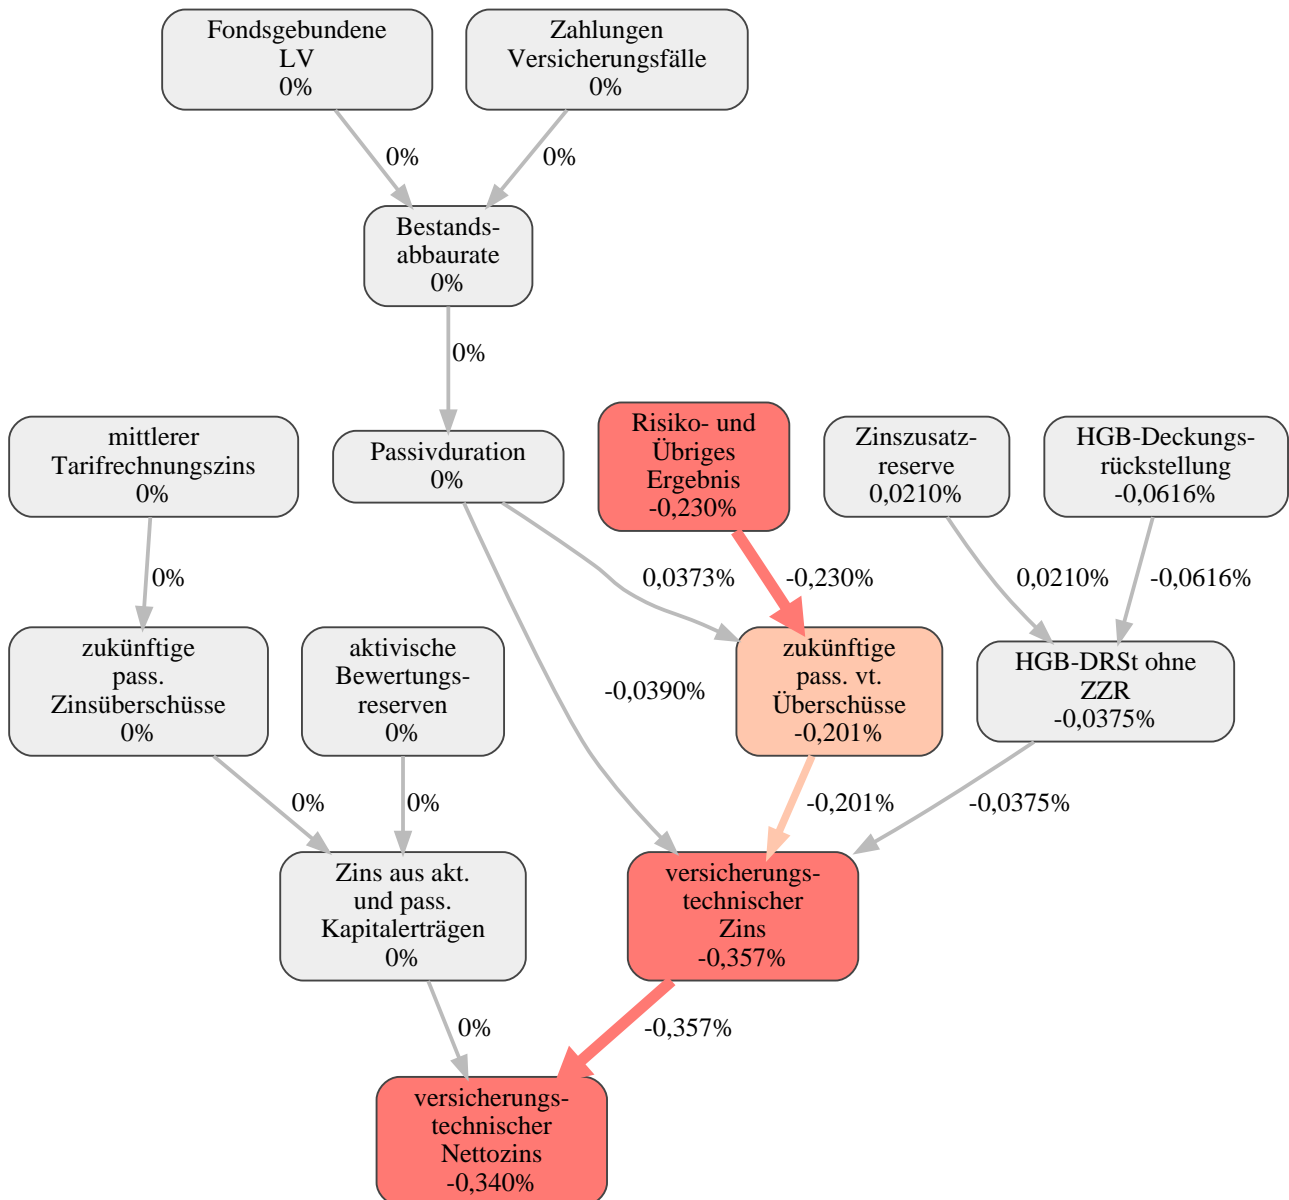 Fondsgebundene
LV
0%
Zahlungen
Versicherungsfälle
0%
0%
0%
Bestands-
abbaurate
0%
0%
mittlerer
Tarifrechnungszins
0%
Passivduration
0%
Risiko- und
Übriges
Ergebnis
-0,230%
Zinszusatz-
reserve
0,0210%
HGB-Deckungs-
rückstellung
-0,0616%
0%
0,0373%
-0,230%
0,0210%
-0,0616%
zukünftige
pass.
Zinsüberschüsse
0%
aktivische
Bewertungs-
reserven
0%
-0,0390%
zukünftige
pass. vt.
Überschüsse
-0,201%
HGB-DRSt ohne
ZZR
-0,0375%
0%
0%
-0,201%
-0,0375%
Zins aus akt.
und pass.
Kapitalerträgen
0%
versicherungs-
technischer
Zins
-0,357%
0%
-0,357%
versicherungs-
technischer
Nettozins
-0,340%